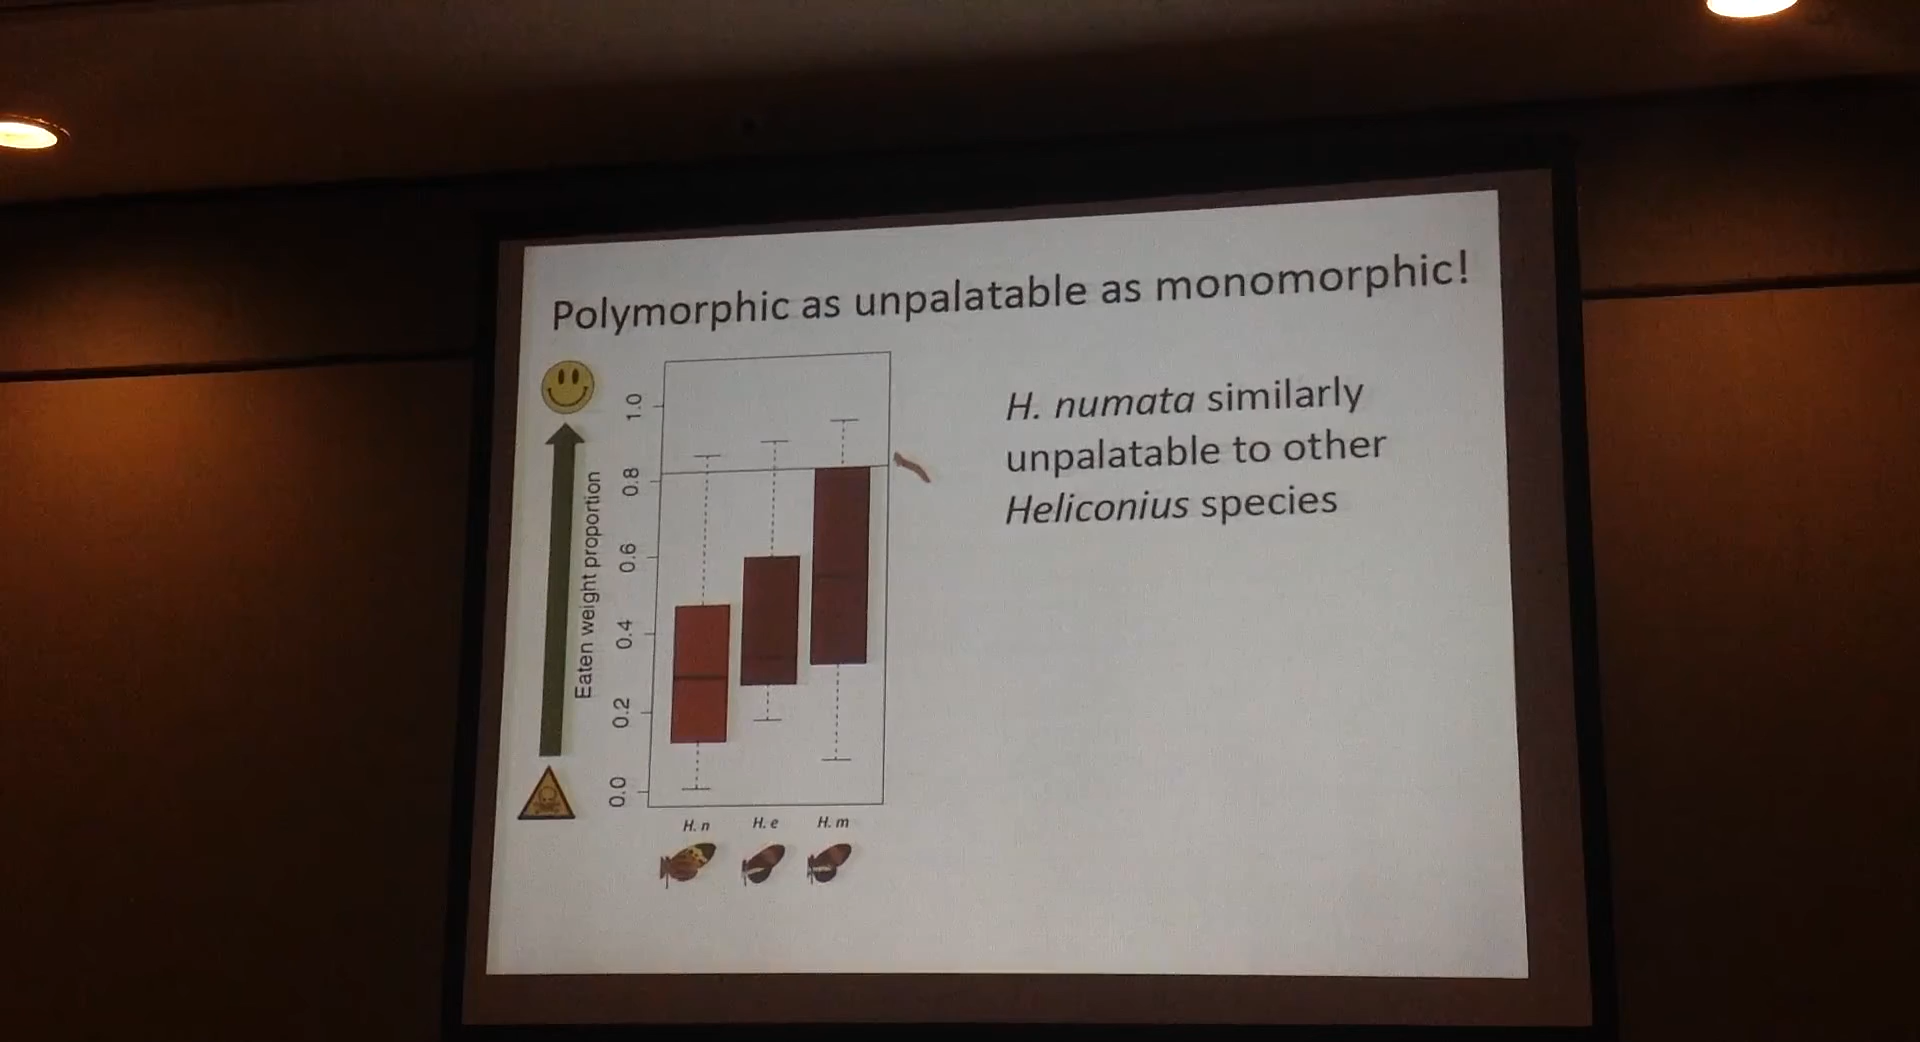 Polymorphic as unpalatable as monomorphic!
H. numata similarly
unpalatable to other
Heliconius species
Eaten weight proportion
1.0
0.8
0.6
0.4
0.2
0.0
H. n
H. e
H. m